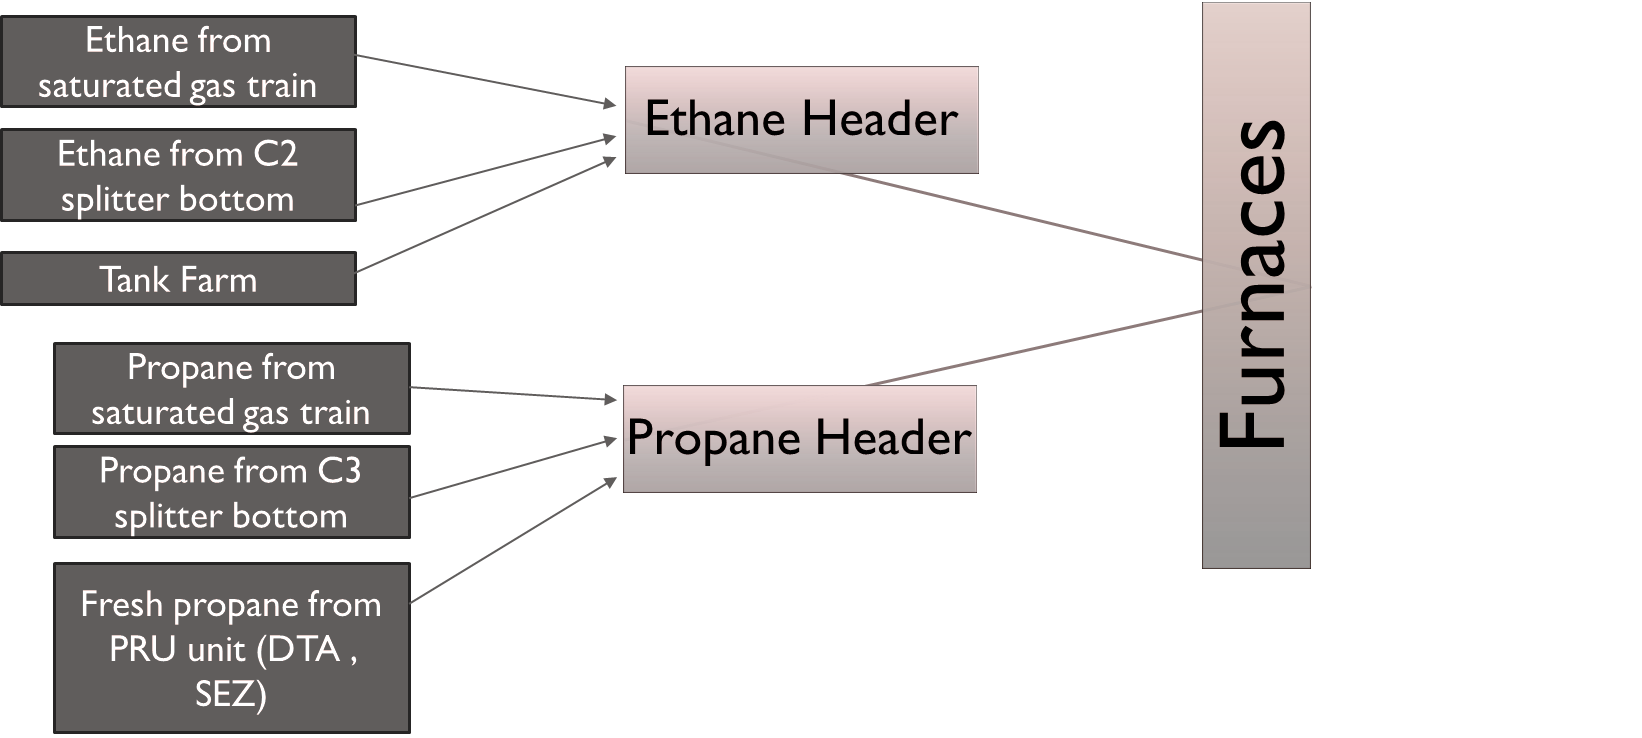 Ethane from
saturated gas train
Ethane from C2
splitter bottom
Tank Farm
Propane from
saturated gas train
Propane from C3
splitter bottom
Fresh propane from
PRU unit (DTA ,
SEZ)
Ethane Header
Propane Header
Furnaces